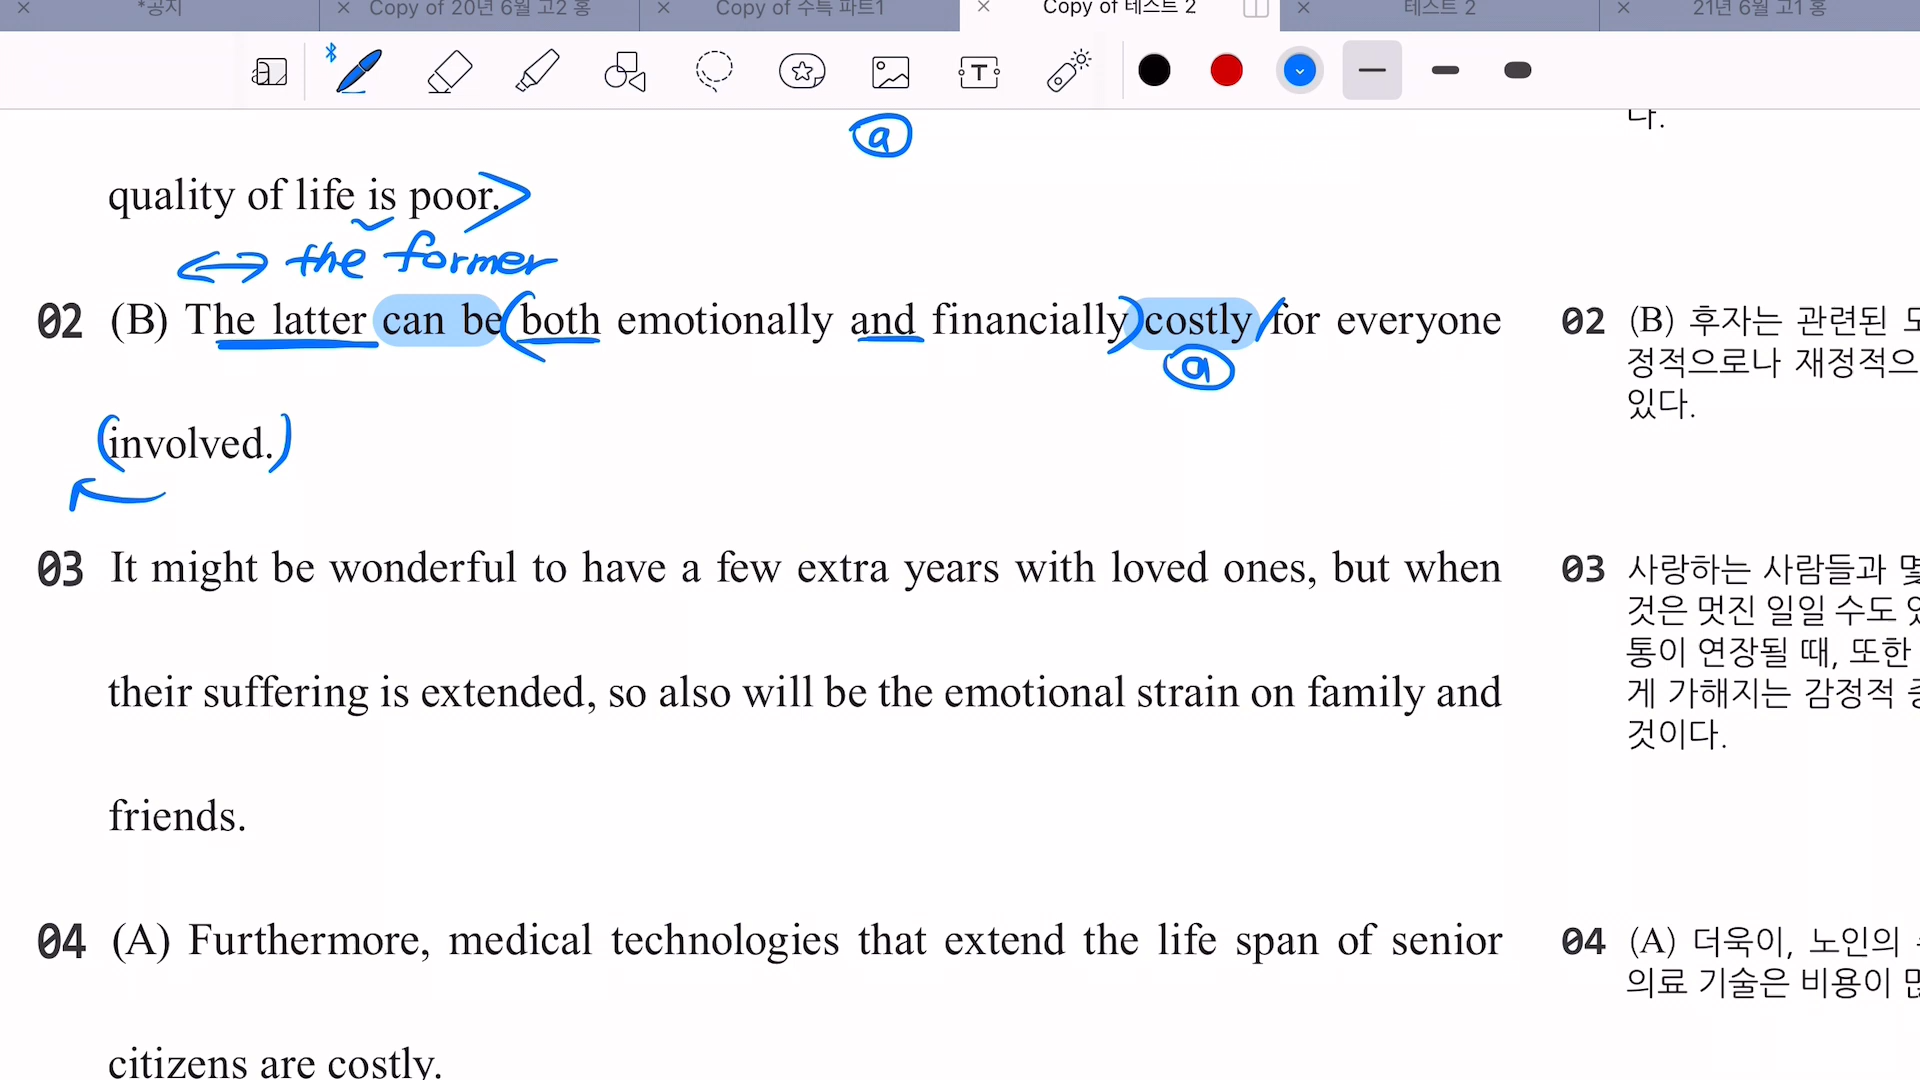 *공지
Copy of 20년 6월 고2 홍
Copy of 수특 파트1
Copy of 테스트 2
테스트 2
21년 6월 고1 홍
T
ⓐ
다.
quality of life is poor.
↔ the former
02 (B) The latter can be both emotionally and financially costly for everyone
ⓐ
involved.
02 (B) 후자는 관련된
정적으로나 재정적으
있다.
03 It might be wonderful to have a few extra years with loved ones, but when
their suffering is extended, so also will be the emotional strain on family and
friends.
03 사랑하는 사람들과
것은 멋진 일일 수도
통이 연장될 때, 또한
게 가해지는 감정적
것이다.
04 (A) Furthermore, medical technologies that extend the life span of senior
citizens are costly.
04 (A) 더욱이, 노인의
의료 기술은 비용이